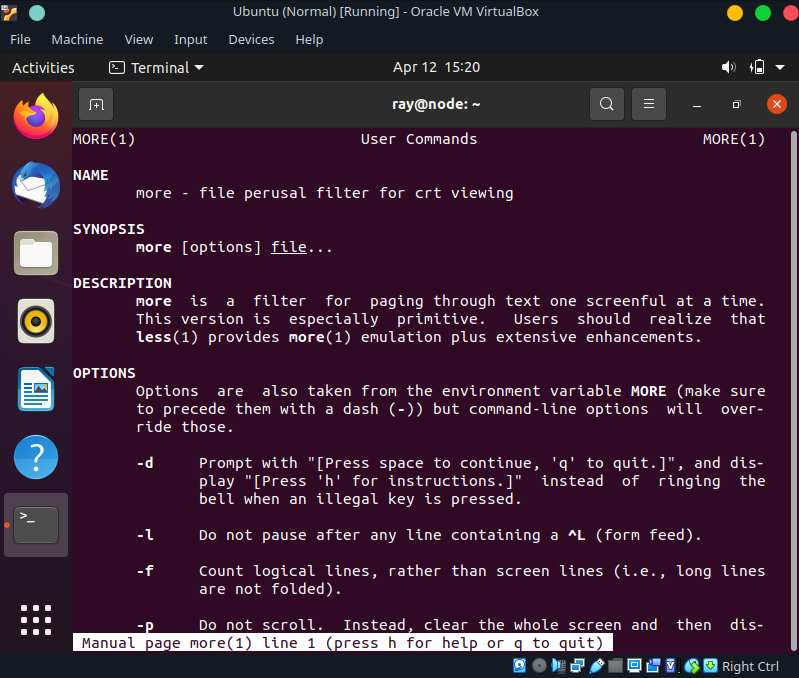 Ubuntu (Normal) [Running] - Oracle VM VirtualBox
File Machine View Input Devices Help
Activities Terminal Apr 12 15:20
ray@node: ~
MORE(1) User Commands MORE(1)
NAME
more - file perusal filter for crt viewing
SYNOPSIS
more [options] file...
DESCRIPTION
more is a filter for paging through text one screenful at a time.
This version is especially primitive. Users should realize that
less(1) provides more(1) emulation plus extensive enhancements.
OPTIONS
Options are also taken from the environment variable MORE (make sure
to precede them with a dash (-)) but command-line options will over-
ride those.
-d Prompt with "[Press space to continue, 'q' to quit.]", and dis-
play "[Press 'h' for instructions.]" instead of ringing the
bell when an illegal key is pressed.
-l Do not pause after any line containing a ^L (form feed).
-f Count logical lines, rather than screen lines (i.e., long lines
are not folded).
-p Do not scroll. Instead, clear the whole screen and then dis-
Manual page more(1) line 1 (press h for help or q to quit)
Right Ctrl